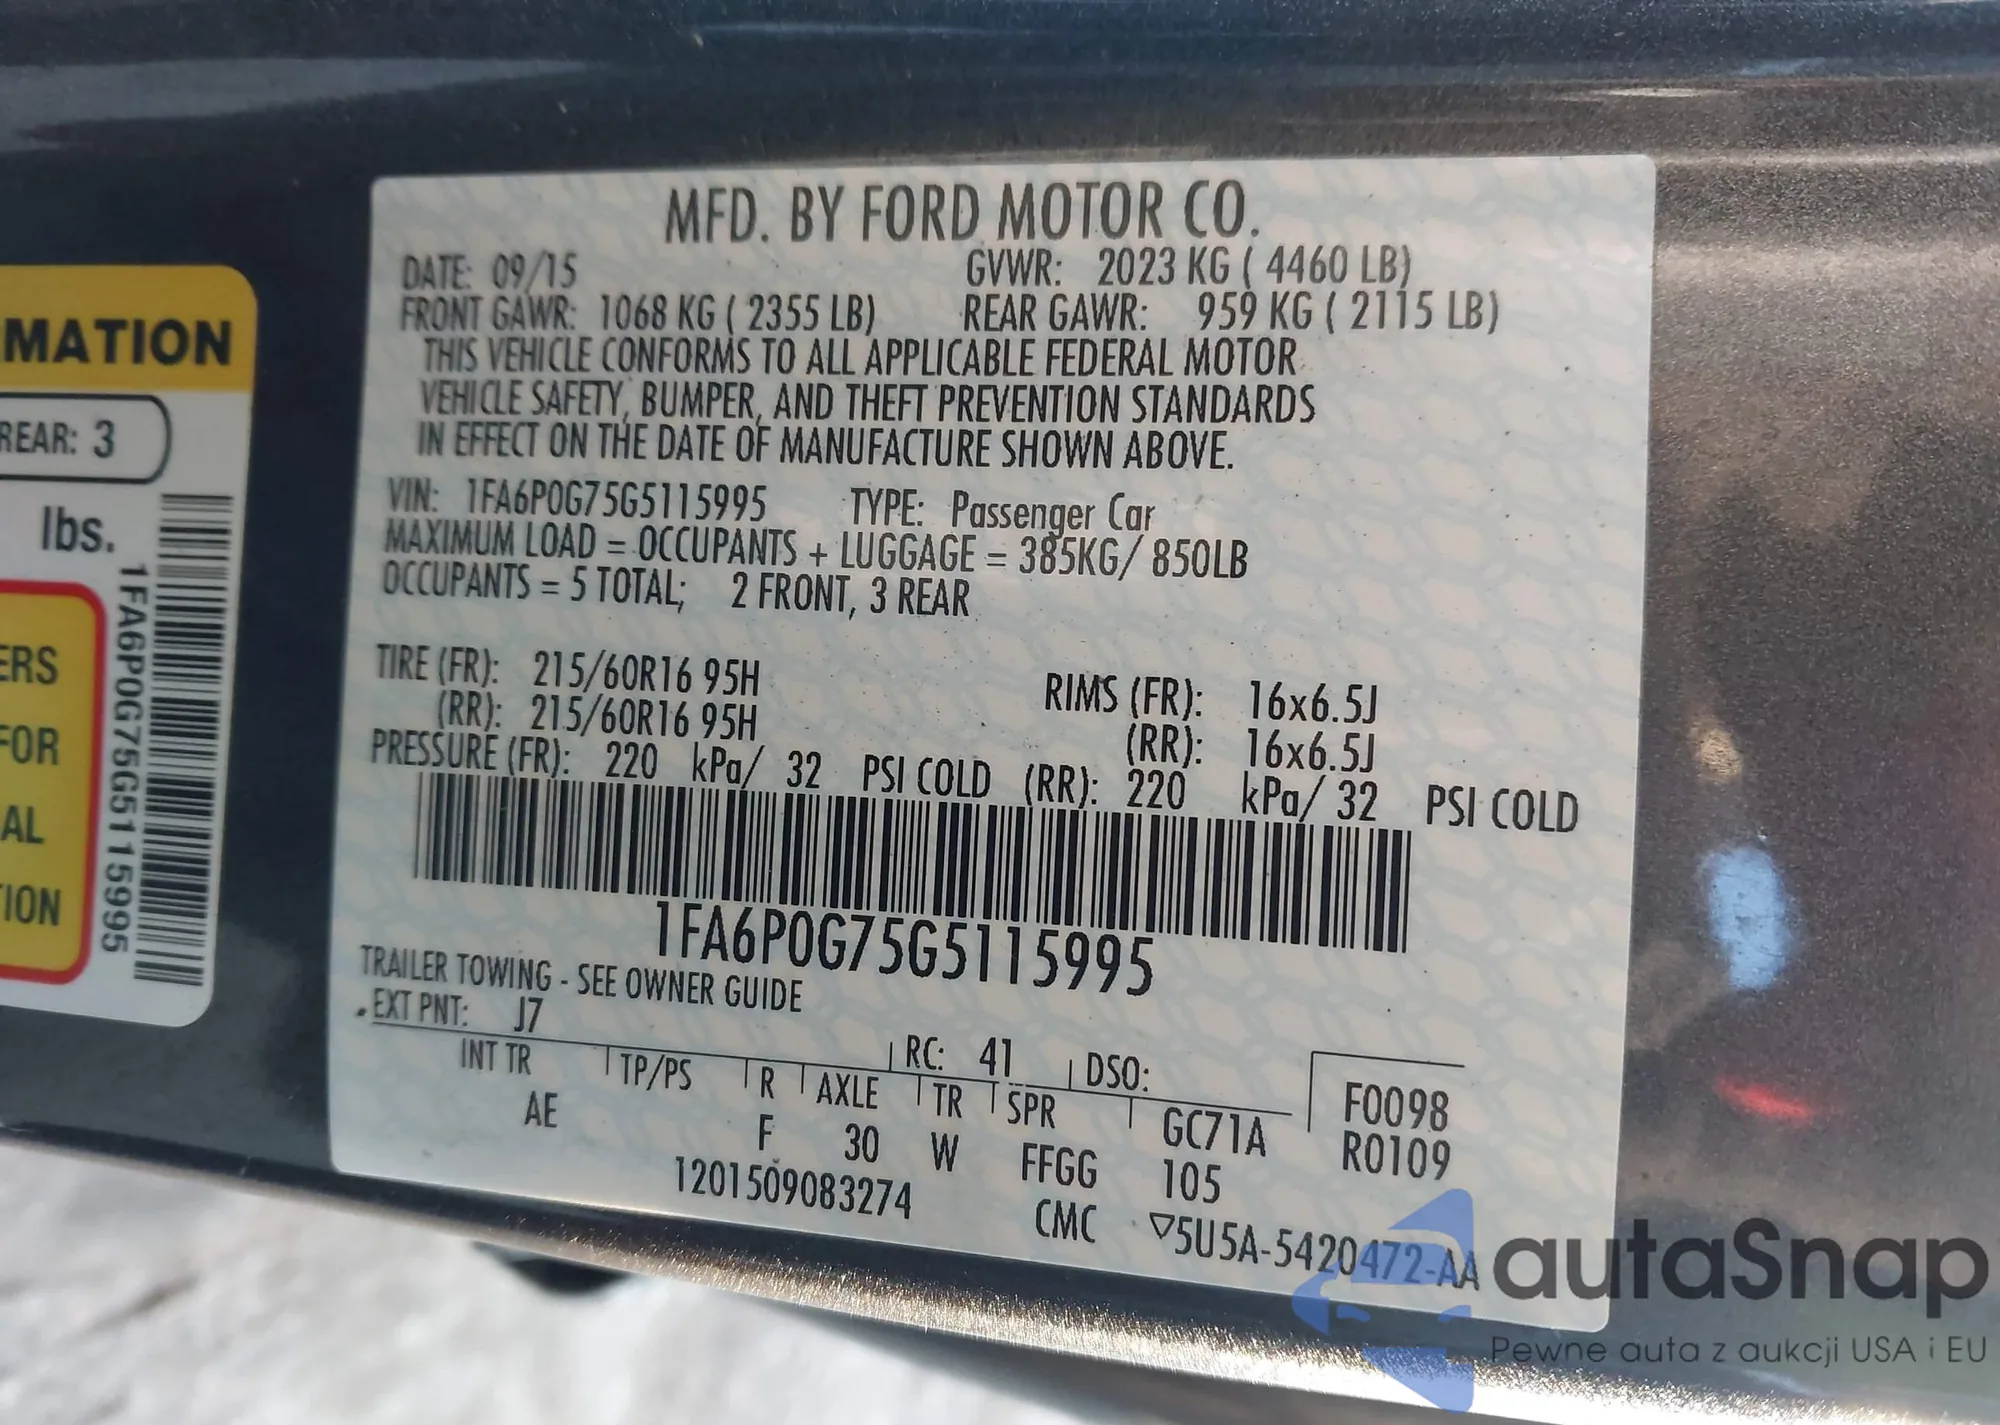 MATION
REAR: 3
lbs.
ERS
FOR
AL
ION
1FA6P0G75G5115995
MFD. BY FORD MOTOR CO.
DATE: 09/15 GVWR: 2023 KG ( 4460 LB)
FRONT GAWR: 1068 KG ( 2355 LB) REAR GAWR: 959 KG ( 2115 LB)
THIS VEHICLE CONFORMS TO ALL APPLICABLE FEDERAL MOTOR
VEHICLE SAFETY, BUMPER, AND THEFT PREVENTION STANDARDS
IN EFFECT ON THE DATE OF MANUFACTURE SHOWN ABOVE.
VIN: 1FA6P0G75G5115995 TYPE: Passenger Car
MAXIMUM LOAD = OCCUPANTS + LUGGAGE = 385KG/ 850LB
OCCUPANTS = 5 TOTAL; 2 FRONT, 3 REAR
TIRE (FR): 215/60R16 95H RIMS (FR): 16x6.5J
(RR): 215/60R16 95H (RR): 16x6.5J
PRESSURE (FR): 220 kPa/ 32 PSI COLD (RR): 220 kPa/ 32 PSI COLD
1FA6P0G75G5115995
TRAILER TOWING - SEE OWNER GUIDE
EXT PNT: J7 RC: 41 DSO:
INT TR TP/PS R AXLE TR SPR GC71A F0098
AE F 30 W FFGG 105 R0109
1201509083274 CMC ▽5U5A-5420472-AA
autaSnap
Pewne auta z aukcji USA i EU